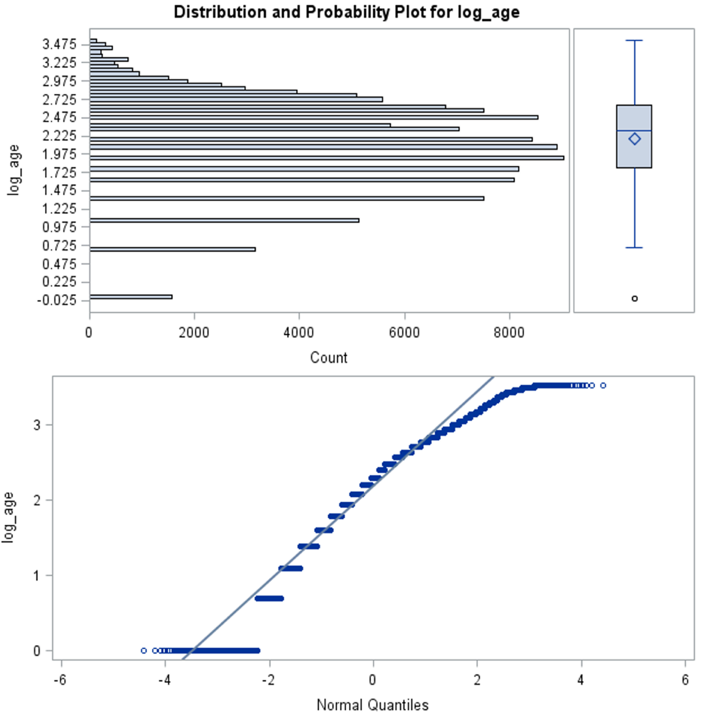 Distribution and Probability Plot for log_age
3.475
3.225
2.975
2.725
2.475
2.225
1.975
1.725
1.475
1.225
0.975
0.725
0.475
0.225
-0.025
log_age
0 2000 4000 6000 8000
Count
3
2
1
0
log_age
-6 -4 -2 0 2 4 6
Normal Quantiles